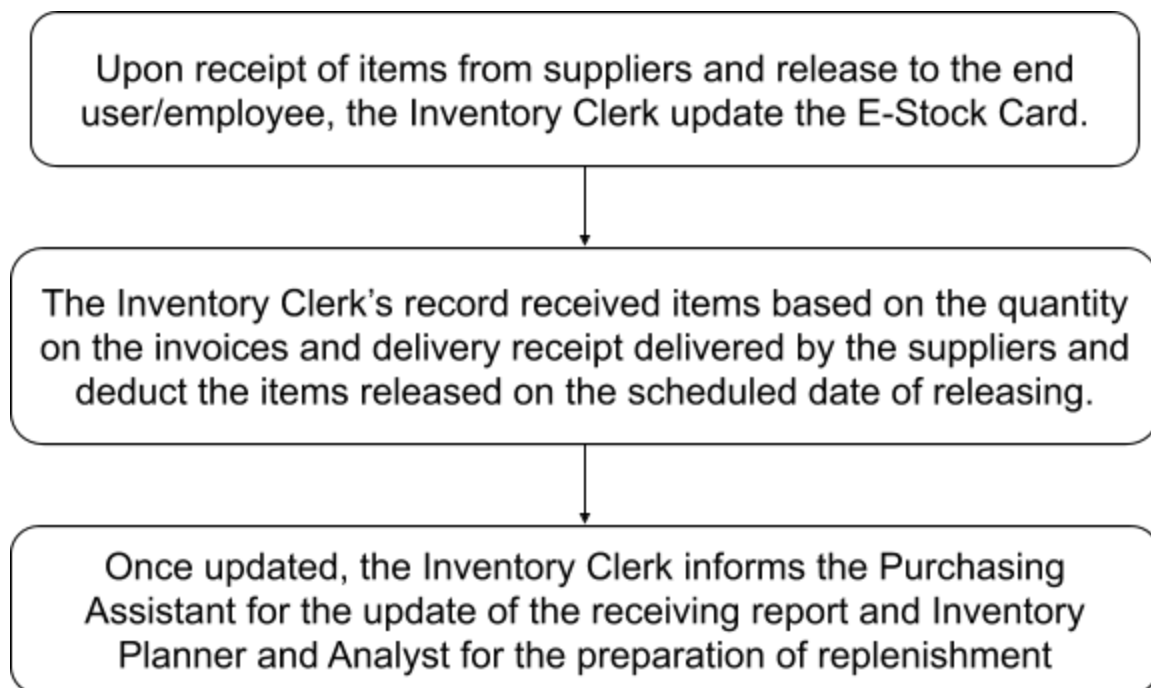 Upon receipt of items from suppliers and release to the end
user/employee, the Inventory Clerk update the E-Stock Card.
The Inventory Clerk’s record received items based on the quantity
on the invoices and delivery receipt delivered by the suppliers and
deduct the items released on the scheduled date of releasing.
Once updated, the Inventory Clerk informs the Purchasing
Assistant for the update of the receiving report and Inventory
Planner and Analyst for the preparation of replenishment